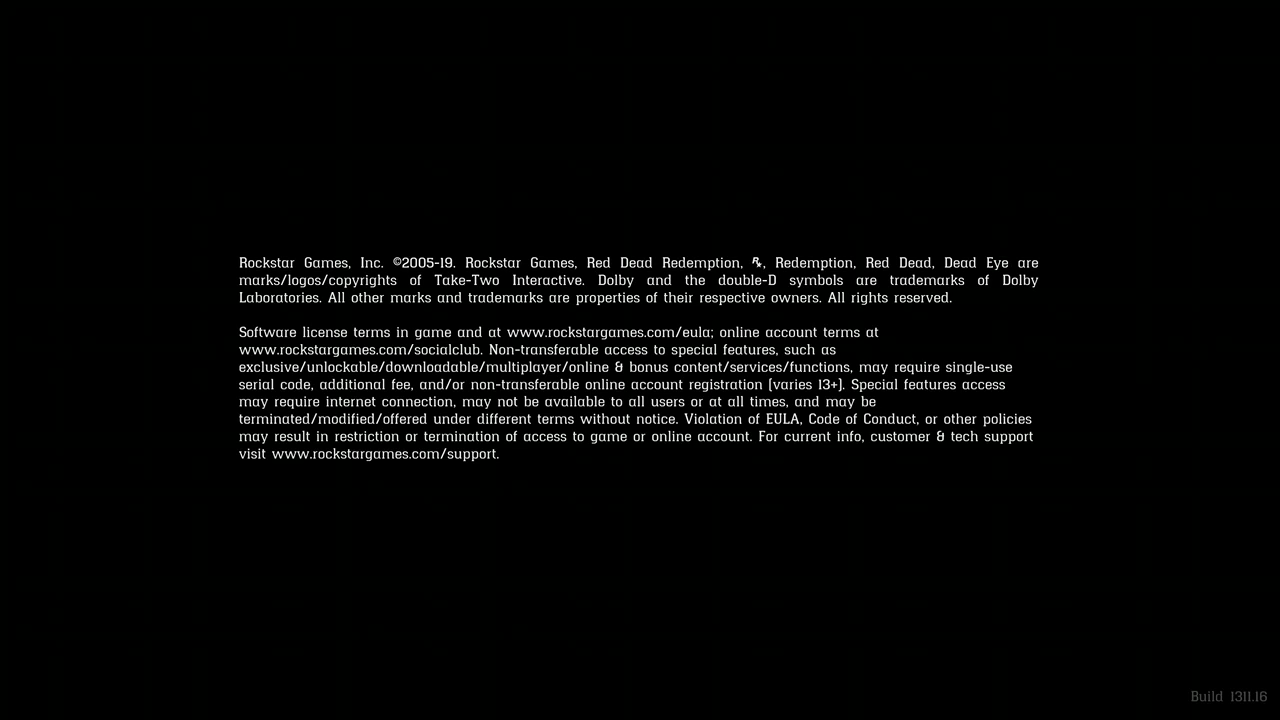 Rockstar Games, Inc. ©2005-19. Rockstar Games, Red Dead Redemption, R*, Redemption, Red Dead, Dead Eye are
marks/logos/copyrights of Take-Two Interactive. Dolby and the double-D symbols are trademarks of Dolby
Laboratories. All other marks and trademarks are properties of their respective owners. All rights reserved.
Software license terms in game and at www.rockstargames.com/eula; online account terms at
www.rockstargames.com/socialclub. Non-transferable access to special features, such as
exclusive/unlockable/downloadable/multiplayer/online & bonus content/services/functions, may require single-use
serial code, additional fee, and/or non-transferable online account registration (varies 13+). Special features access
may require internet connection, may not be available to all users or at all times, and may be
terminated/modified/offered under different terms without notice. Violation of EULA, Code of Conduct, or other policies
may result in restriction or termination of access to game or online account. For current info, customer & tech support
visit www.rockstargames.com/support.
Build 1311.16